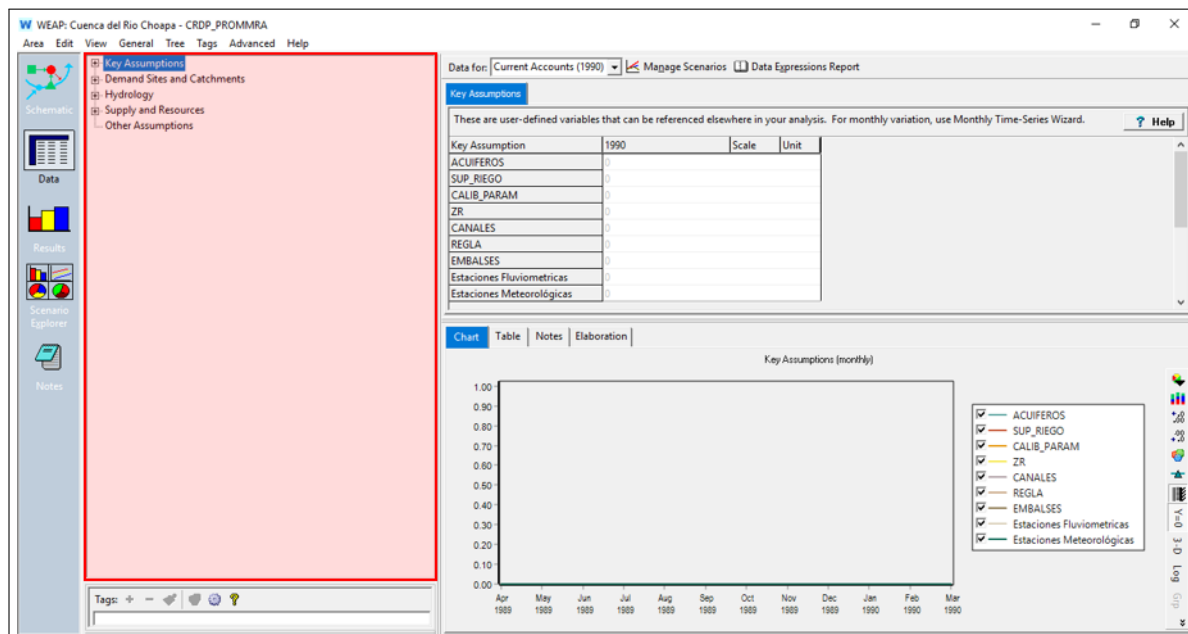 WEAP: Cuenca del Rio Choapa - CRDP_PROMMRA
Area Edit View General Tree Tags Advanced Help
Schematic
Data
Results
Scenario
Explorer
Notes
Key Assumptions
Demand Sites and Catchments
Hydrology
Supply and Resources
Other Assumptions
Tags:
Data for: Current Accounts (1990) Manage Scenarios Data Expressions Report
Key Assumptions
These are user-defined variables that can be referenced elsewhere in your analysis. For monthly variation, use Monthly Time-Series Wizard.
? Help
Key Assumption 1990 Scale Unit
ACUIFEROS 0
SUP_RIEGO 0
CALIB_PARAM 0
ZR 0
CANALES 0
REGLA 0
EMBALSES 0
Estaciones Fluviometricas 0
Estaciones Meteorológicas 0
Chart Table Notes Elaboration
Key Assumptions (monthly)
1.00
0.90
0.80
0.70
0.60
0.50
0.40
0.30
0.20
0.10
0.00
Apr 1989 May 1989 Jun 1989 Jul 1989 Aug 1989 Sep 1989 Oct 1989 Nov 1989 Dec 1989 Jan 1990 Feb 1990 Mar 1990
ACUIFEROS
SUP_RIEGO
CALIB_PARAM
ZR
CANALES
REGLA
EMBALSES
Estaciones Fluviometricas
Estaciones Meteorológicas
Y=0
3-D
Log
Grp